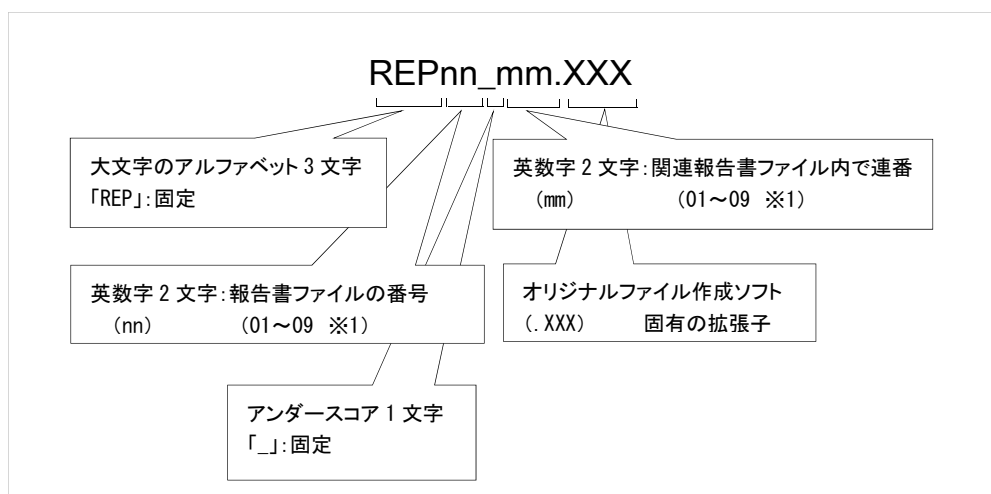 REPnn_mm.XXX
大文字のアルファベット 3 文字
「REP」:固定
英数字 2 文字:関連報告書ファイル内で連番
(mm) (01～09 ※1)
英数字 2 文字:報告書ファイルの番号
(nn) (01～09 ※1)
オリジナルファイル作成ソフト
(.XXX) 固有の拡張子
アンダースコア 1 文字
「_」:固定